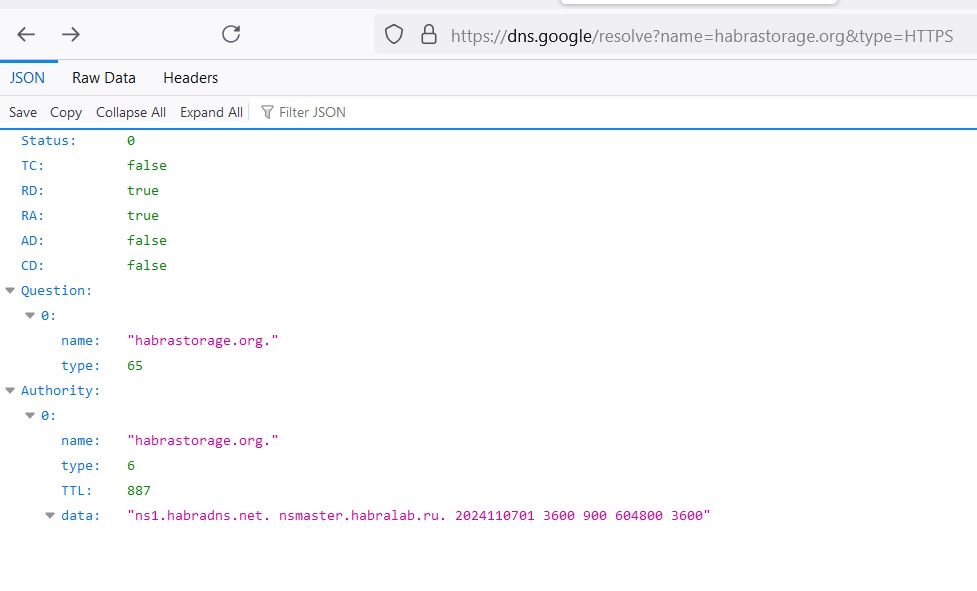 https://dns.google/resolve?name=habrastorage.org&type=HTTPS
JSON Raw Data Headers
Save Copy Collapse All Expand All Filter JSON
Status: 0
TC: false
RD: true
RA: true
AD: false
CD: false
Question:
0:
name: "habrastorage.org."
type: 65
Authority:
0:
name: "habrastorage.org."
type: 6
TTL: 887
data: "ns1.habradns.net. nsmaster.habralab.ru. 2024110701 3600 900 604800 3600"